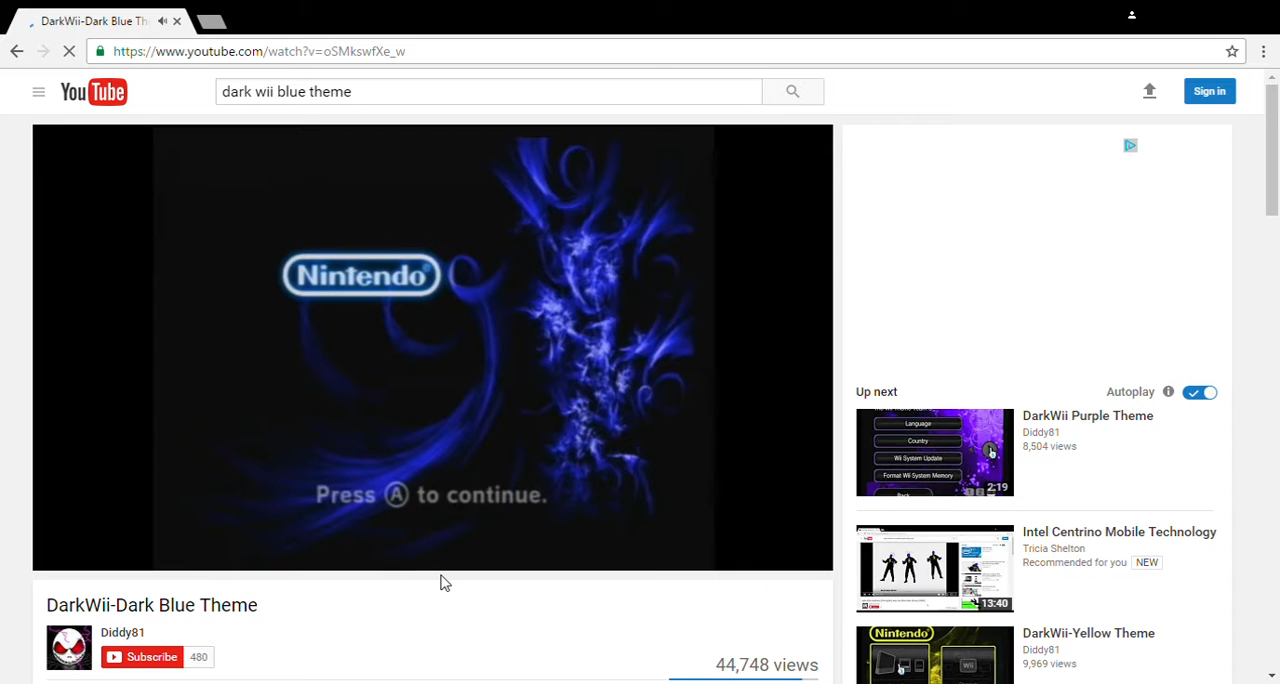 DarkWii-Dark Blue Th
https://www.youtube.com/watch?v=oSMkswfXe_w
YouTube
dark wii blue theme
Sign in
Nintendo®
Press A to continue.
DarkWii-Dark Blue Theme
Diddy81
Subscribe 480
44,748 views
Up next
Autoplay
Language
Country
Wii System Update
Format Wii System Memory
Back
2:19
DarkWii Purple Theme
Diddy81
8,504 views
13:40
Intel Centrino Mobile Technology
Tricia Shelton
Recommended for you NEW
Nintendo
Wii
DarkWii-Yellow Theme
Diddy81
9,969 views